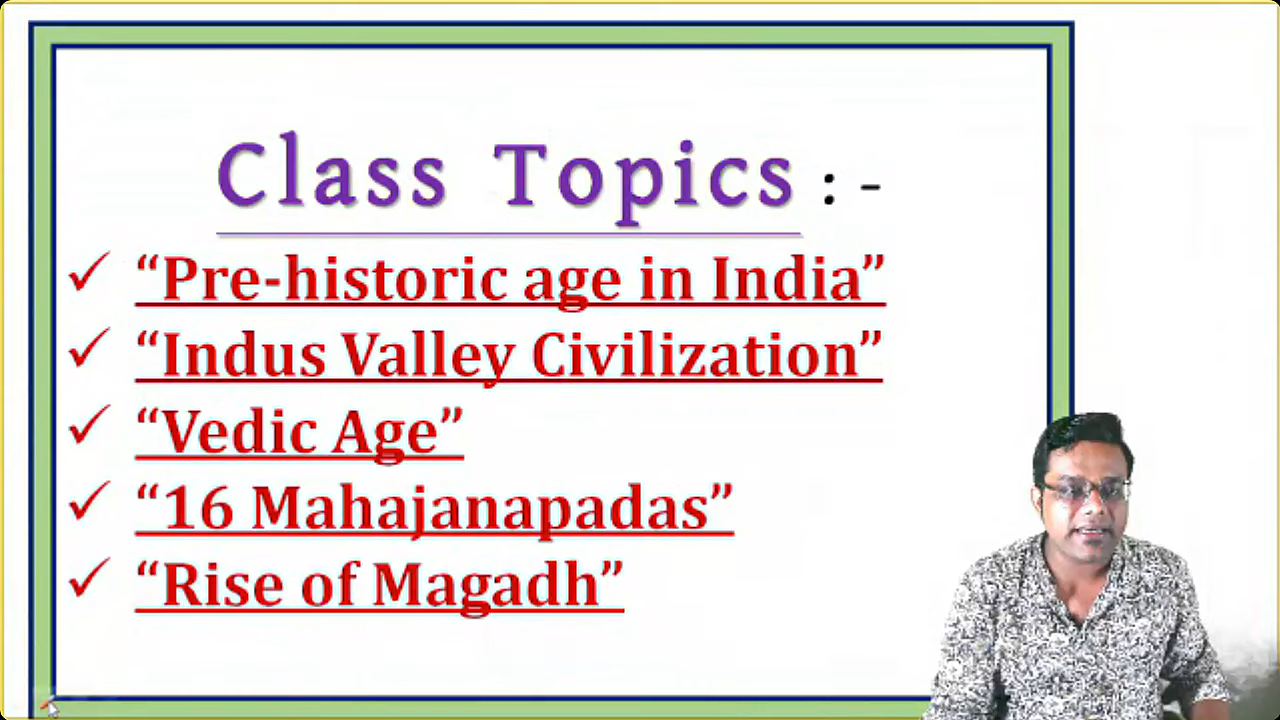 Class Topics : -
✓ “Pre-historic age in India”
✓ “Indus Valley Civilization”
✓ “Vedic Age”
✓ “16 Mahajanapadas”
✓ “Rise of Magadh”